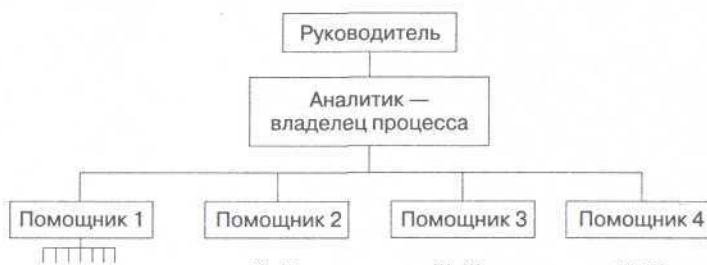 Руководитель
Аналитик —
владелец процесса
Помощник 1
Помощник 2
Помощник 3
Помощник 4